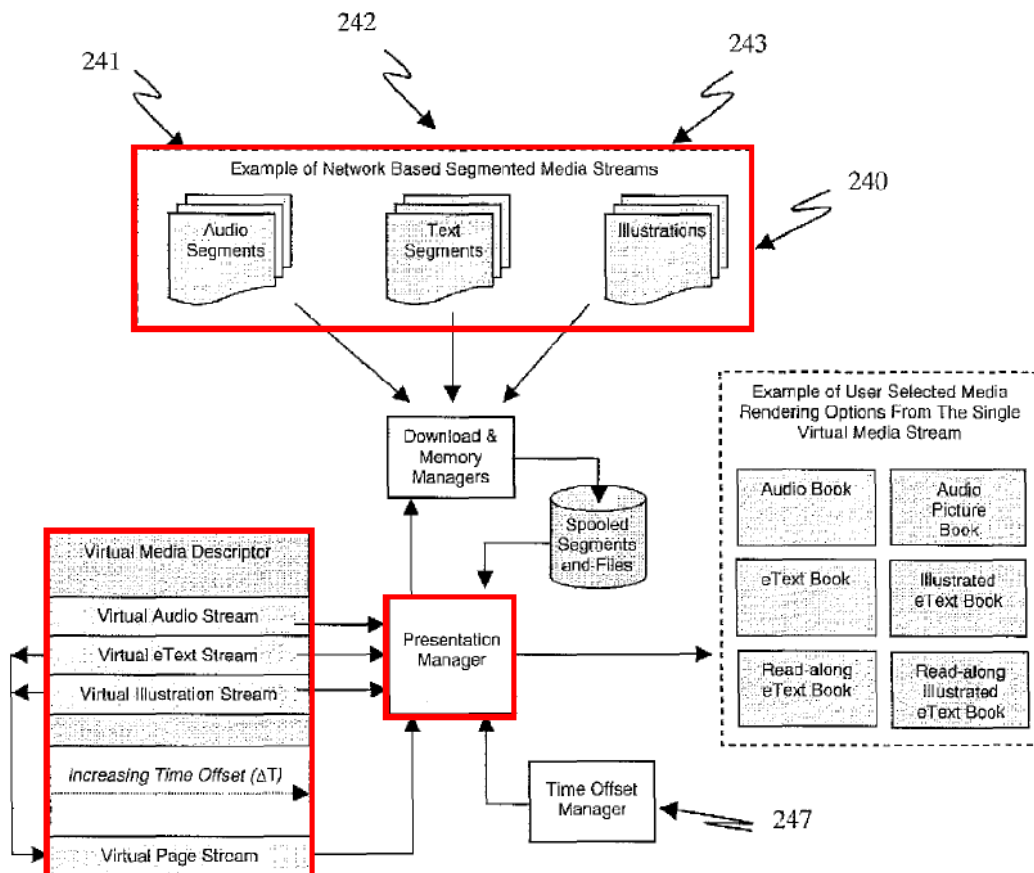 241
242
243
240
Example of Network Based Segmented Media Streams
Audio
Segments
Text
Segments
Illustrations
Download &
Memory
Managers
Spooled
Segments
and Files
Example of User Selected Media
Rendering Options From The Single
Virtual Media Stream
Audio Book
Audio
Picture
Book
eText Book
Illustrated
eText Book
Read-along
eText Book
Read-along
Illustrated
eText Book
Virtual Media Descriptor
Virtual Audio Stream
Virtual eText Stream
Virtual Illustration Stream
Increasing Time Offset (ΔT)
Virtual Page Stream
Presentation
Manager
Time Offset
Manager
247